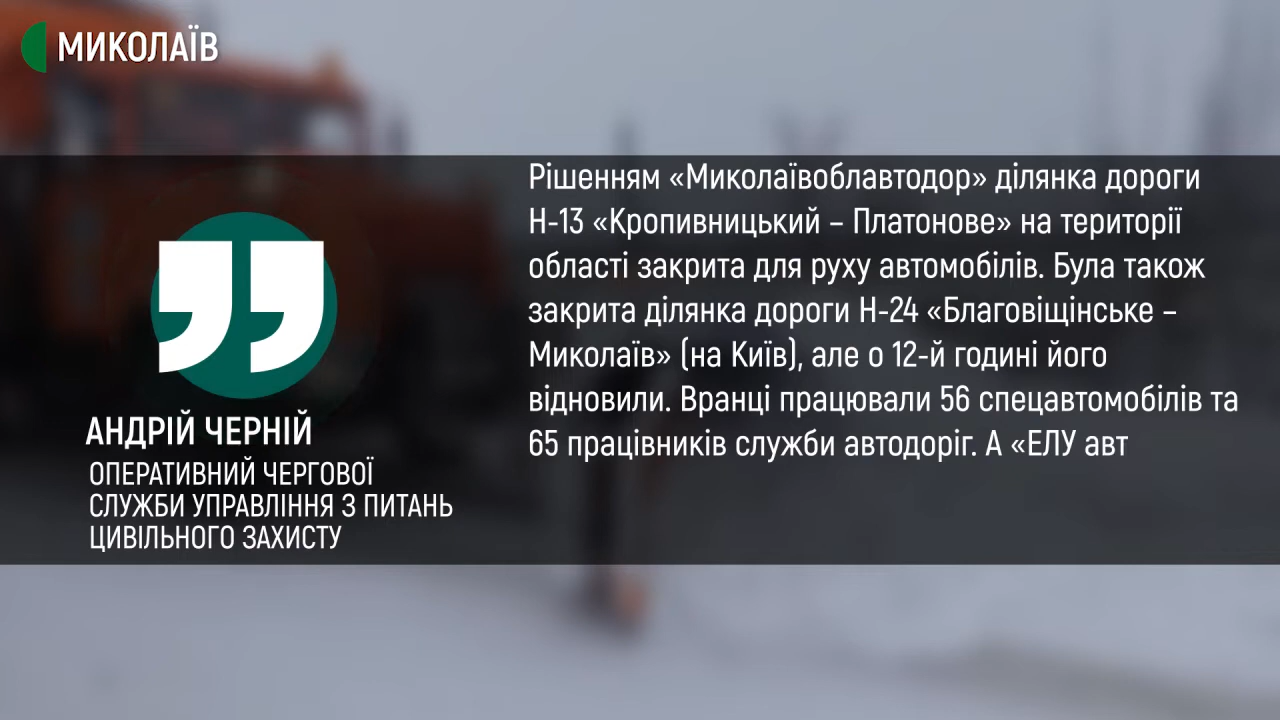 МИКОЛАЇВ
Рішенням «Миколаївоблавтодор» ділянка дороги
Н-13 «Кропивницький – Платонове» на території
області закрита для руху автомобілів. Була також
закрита ділянка дороги Н-24 «Благовіщінське –
Миколаїв» (на Київ), але о 12-й годині його
відновили. Вранці працювали 56 спецавтомобілів та
65 працівників служби автодоріг. А «ЕЛУ авт
АНДРІЙ ЧЕРНІЙ
ОПЕРАТИВНИЙ ЧЕРГОВОЇ
СЛУЖБИ УПРАВЛІННЯ З ПИТАНЬ
ЦИВІЛЬНОГО ЗАХИСТУ